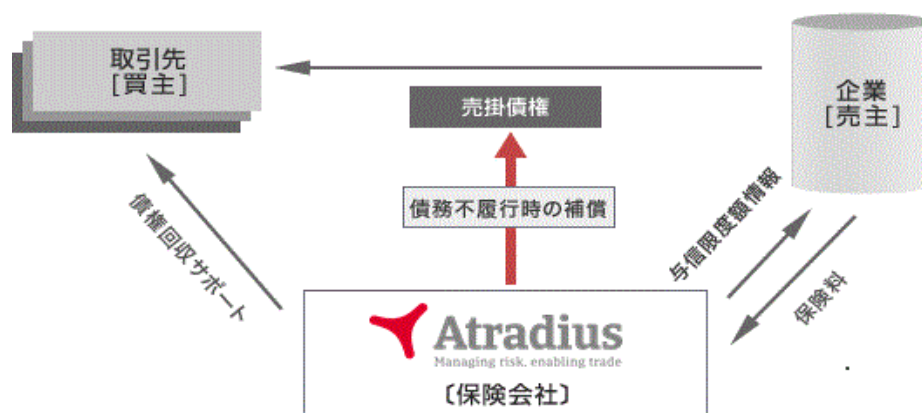 取引先
[買主]
企業
[売主]
売掛債権
債務不履行時の補償
債権回収サポート
与信限度額情報
保険料
Atradius
Managing risk, enabling trade
〔保険会社〕